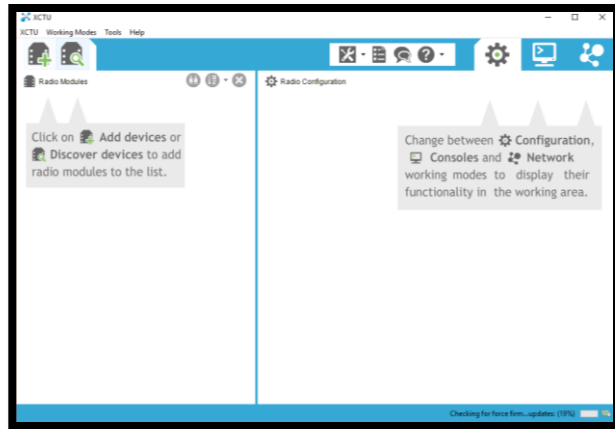 XCTU
XCTU Working Modes Tools Help
Radio Modules
Radio Configuration
Click on Add devices or
Discover devices to add
radio modules to the list.
Change between Configuration,
Consoles and Network
working modes to display their
functionality in the working area.
Checking for force firm...updates: (19%)